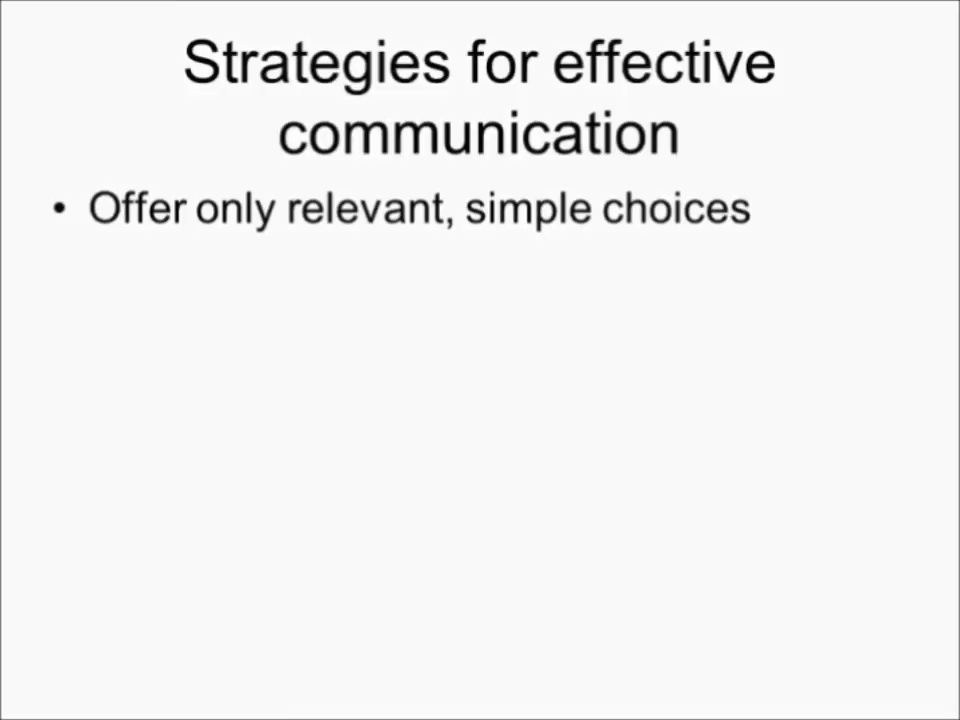 Strategies for effective
communication
• Offer only relevant, simple choices